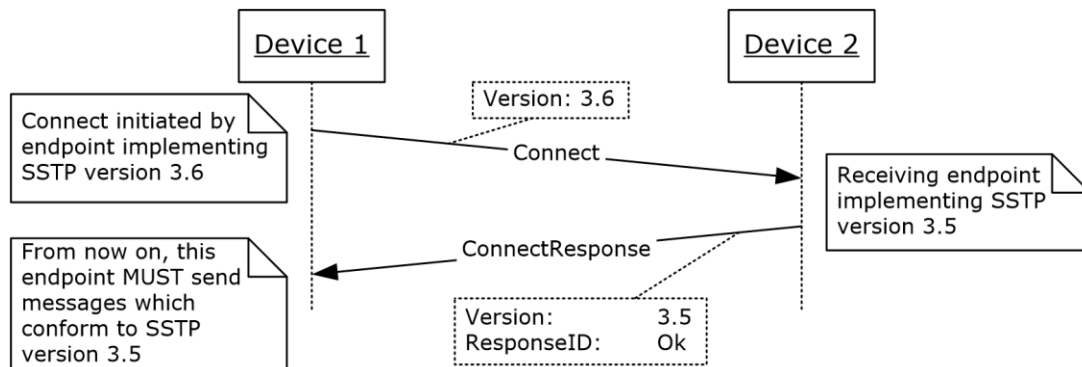 Device 1
Device 2
Version: 3.6
Connect initiated by
endpoint implementing
SSTP version 3.6
Connect
Receiving endpoint
implementing SSTP
version 3.5
ConnectResponse
From now on, this
endpoint MUST send
messages which
conform to SSTP
version 3.5
Version: 3.5
ResponseID: Ok